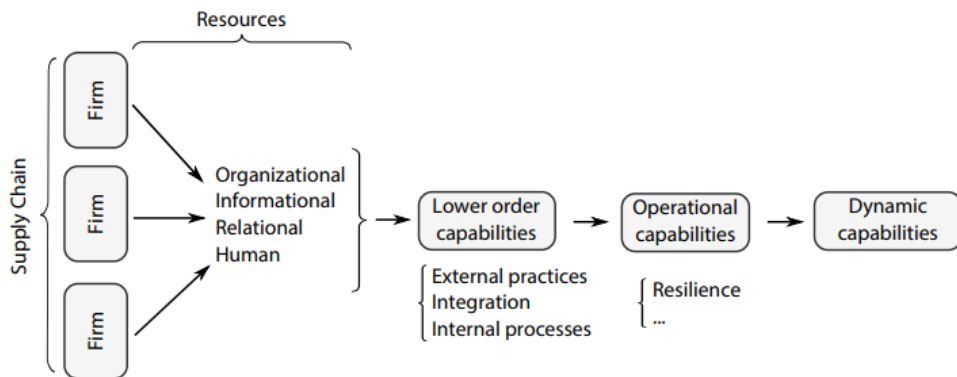 Resources
Supply Chain
Firm
Firm
Firm
Organizational
Informational
Relational
Human
Lower order
capabilities
External practices
Integration
Internal processes
Operational
capabilities
Resilience
...
Dynamic
capabilities